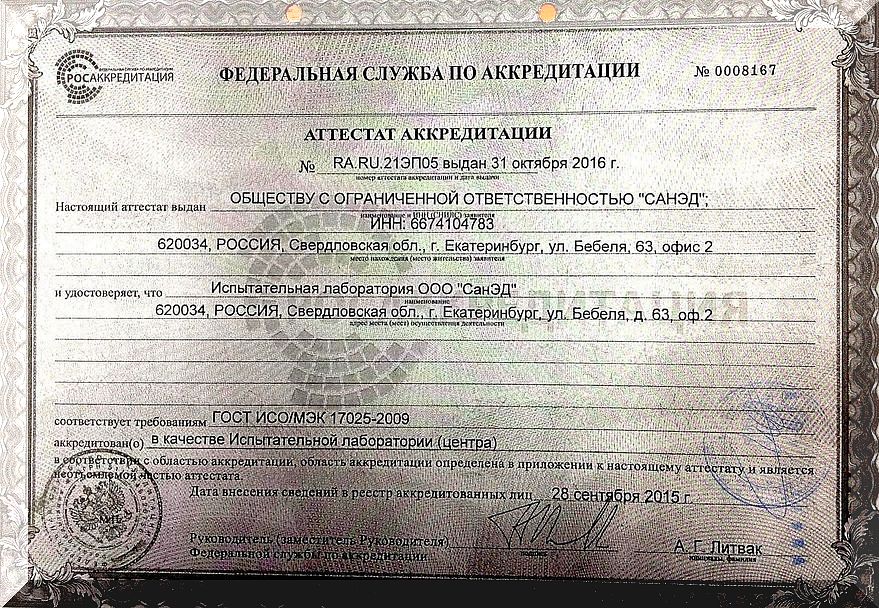 ФЕДЕРАЛЬНАЯ СЛУЖБА ПО АККРЕДИТАЦИИ
РОСАККРЕДИТАЦИЯ
ФЕДЕРАЛЬНАЯ СЛУЖБА ПО АККРЕДИТАЦИИ № 0008167
АТТЕСТАТ АККРЕДИТАЦИИ
№ RA.RU.21ЭП05 выдан 31 октября 2016 г.
номер аттестата аккредитации и дата выдачи
Настоящий аттестат выдан ОБЩЕСТВУ С ОГРАНИЧЕННОЙ ОТВЕТСТВЕННОСТЬЮ "САНЭД";
наименование и ИНН (СНИЛС) заявителя
ИНН: 6674104783
620034, РОССИЯ, Свердловская обл., г. Екатеринбург, ул. Бебеля, 63, офис 2
место нахождения (место жительства) заявителя
и удостоверяет, что Испытательная лаборатория ООО "СанЭД"
наименование
620034, РОССИЯ, Свердловская обл., г. Екатеринбург, ул. Бебеля, д. 63, оф.2
адрес места (мест) осуществления деятельности
соответствует требованиям ГОСТ ИСО/МЭК 17025-2009
аккредитован(о) в качестве Испытательной лаборатории (центра)
в соответствии с областью аккредитации, область аккредитации определена в приложении к настоящему аттестату и является
неотъемлемой частью аттестата.
Дата внесения сведений в реестр аккредитованных лиц 28 сентября 2015 г.
Руководитель (заместитель Руководителя)
Федеральной службы по аккредитации
подпись
А. Г. Литвак
инициалы, фамилия